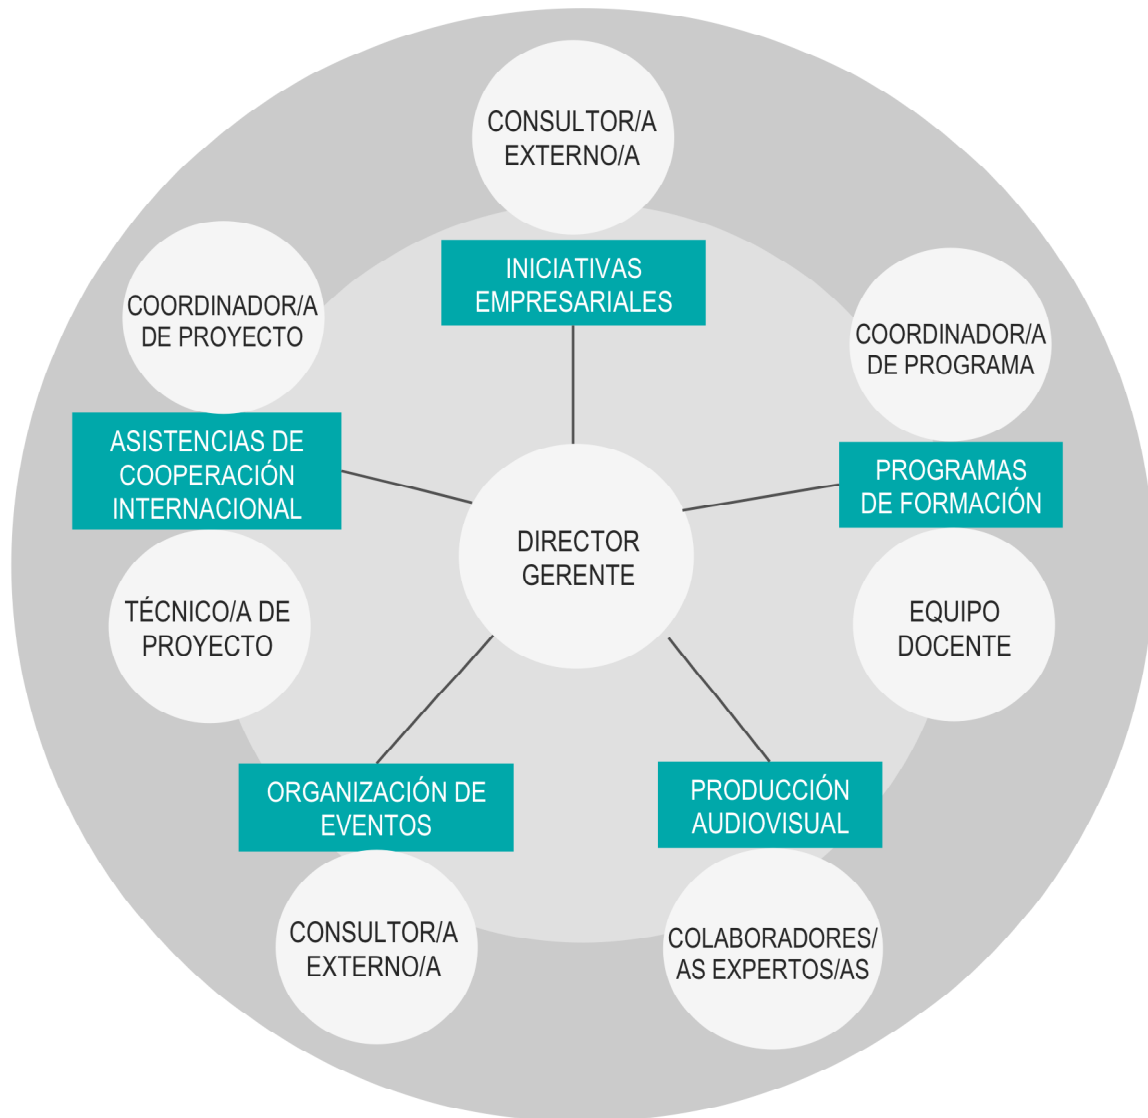 CONSULTOR/A
EXTERNO/A
INICIATIVAS
EMPRESARIALES
COORDINADOR/A
DE PROYECTO
COORDINADOR/A
DE PROGRAMA
ASISTENCIAS DE
COOPERACIÓN
INTERNACIONAL
PROGRAMAS
DE FORMACIÓN
DIRECTOR
GERENTE
TÉCNICO/A DE
PROYECTO
EQUIPO
DOCENTE
ORGANIZACIÓN DE
EVENTOS
PRODUCCIÓN
AUDIOVISUAL
CONSULTOR/A
EXTERNO/A
COLABORADORES/
AS EXPERTOS/AS